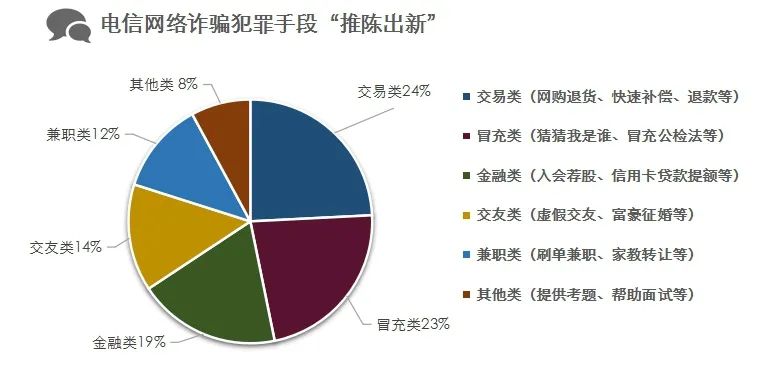 电信网络诈骗犯罪手段“推陈出新”
其他类 8%
交易类24%
兼职类12%
交友类14%
金融类19%
冒充类23%
交易类（网购退货、快速补偿、退款等）
冒充类（猜猜我是谁、冒充公检法等）
金融类（入会荐股、信用卡贷款提额等）
交友类（虚假交友、富豪征婚等）
兼职类（刷单兼职、家教转让等）
其他类（提供考题、帮助面试等）